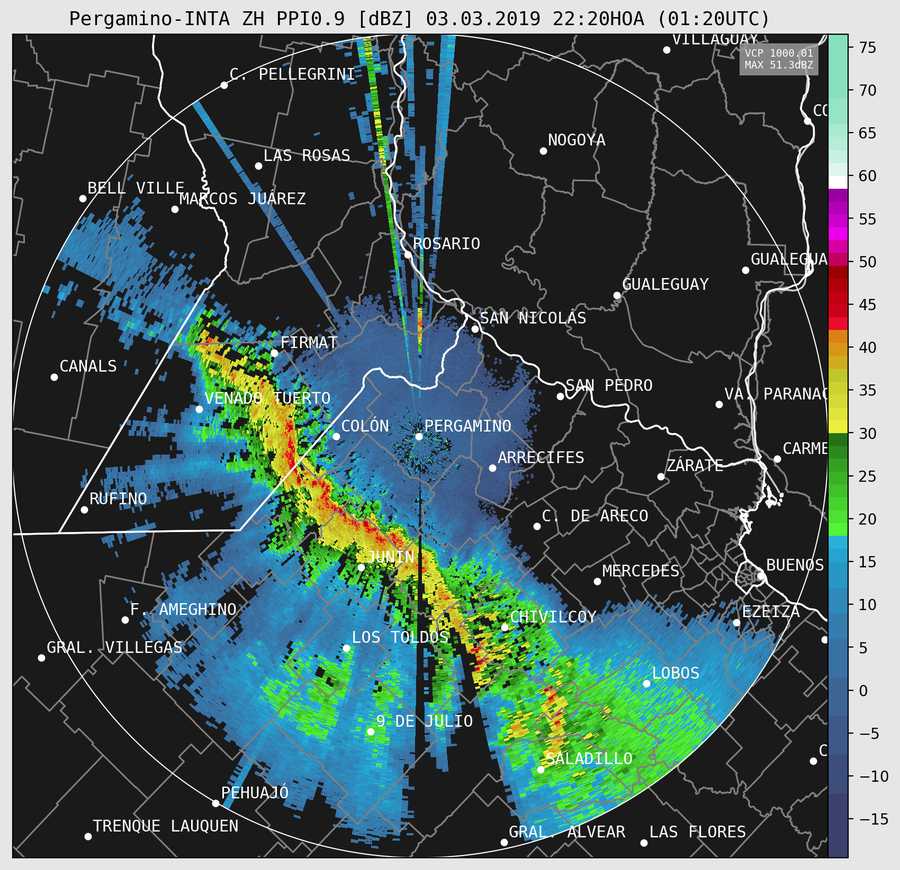 Pergamino-INTA ZH PPI0.9 [dBZ] 03.03.2019 22:20HOA (01:20UTC)
VILLAGUAY
VCP 1000.01
MAX 51.3dBZ
75
C. PELLEGRINI
70
CO
65
NOGOYA
LAS ROSAS
60
BELL VILLE
MARCOS JUÁREZ
55
ROSARIO
50
GUALEGUA
GUALEGUAY
45
SAN NICOLÁS
FIRMAT
40
CANALS
SAN PEDRO
35
VENADO TUERTO
VA. PARANAC
COLÓN
PERGAMINO
30
CARME
ARRECIFES
ZÁRATE
25
RUFINO
C. DE ARECO
20
JUNÍN
15
MERCEDES
BUENOS
F. AMEGHINO
CHIVILCOY
EZEIZA
10
GRAL. VILLEGAS
LOS TOLDOS
5
LOBOS
0
9 DE JULIO
-5
SALADILLO
C
-10
PEHUAJÓ
-15
TRENQUE LAUQUEN
GRAL. ALVEAR
LAS FLORES